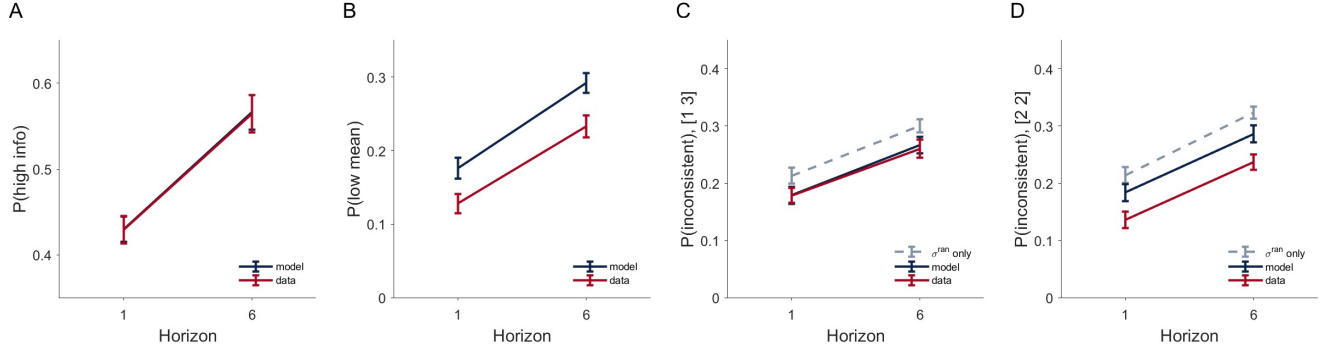 A
P(high info)
0.6
0.5
0.4
1
6
Horizon
model
data
B
P(low mean)
0.3
0.2
0.1
0
1
6
Horizon
model
data
C
P(inconsistent), [1 3]
0.4
0.3
0.2
0.1
0
1
6
Horizon
σ^ran only
model
data
D
P(inconsistent), [2 2]
0.4
0.3
0.2
0.1
0
1
6
Horizon
σ^ran only
model
data